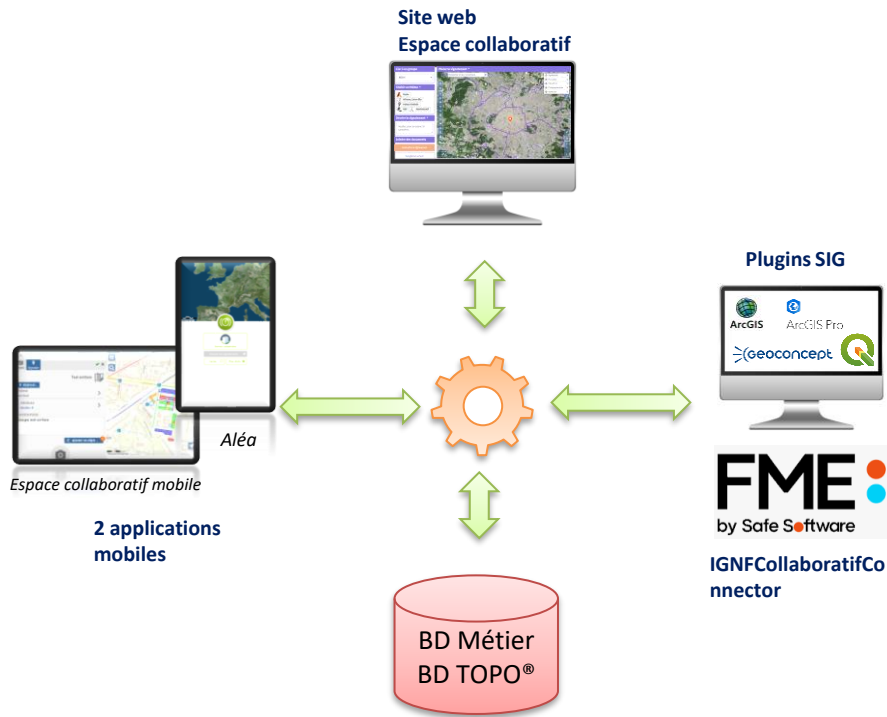 Site web
Espace collaboratif
Plugins SIG
ArcGIS
ArcGIS Pro
Geoconcept
Aléa
Espace collaboratif mobile
2 applications
mobiles
FME
by Safe Software
IGNFCollaboratifCo
nnector
BD Métier
BD TOPO®